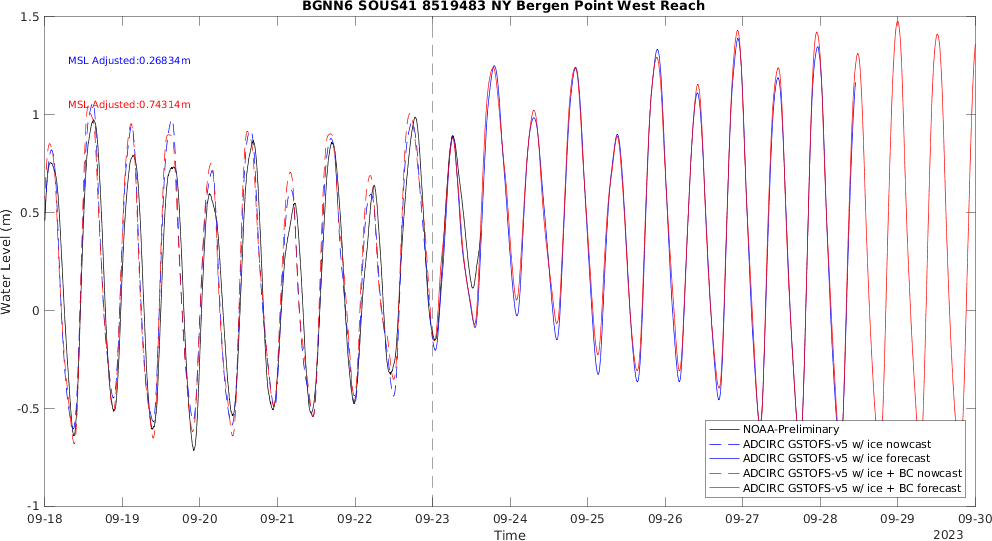 BGNN6 SOUS41 8519483 NY Bergen Point West Reach
1.5
MSL Adjusted:0.26834m
MSL Adjusted:0.74314m
1
0.5
Water Level (m)
0
-0.5
-1
NOAA-Preliminary
ADCIRC GSTOFS-v5 w/ ice nowcast
ADCIRC GSTOFS-v5 w/ ice forecast
ADCIRC GSTOFS-v5 w/ ice + BC nowcast
ADCIRC GSTOFS-v5 w/ ice + BC forecast
09-18 09-19 09-20 09-21 09-22 09-23 09-24 09-25 09-26 09-27 09-28 09-29 09-30
Time
2023